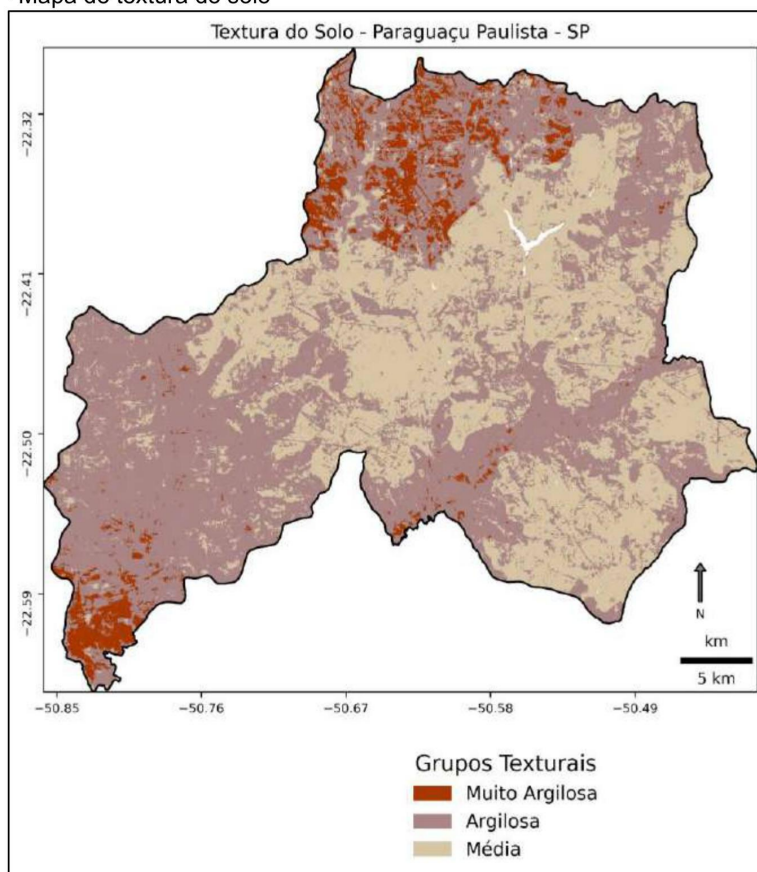 Mapa de textura do solo
Textura do Solo - Paraguaçu Paulista - SP
−22.32
−22.41
−22.50
−22.59
N
km
5 km
−50.85 −50.76 −50.67 −50.58 −50.49
Grupos Texturais
Muito Argilosa
Argilosa
Média